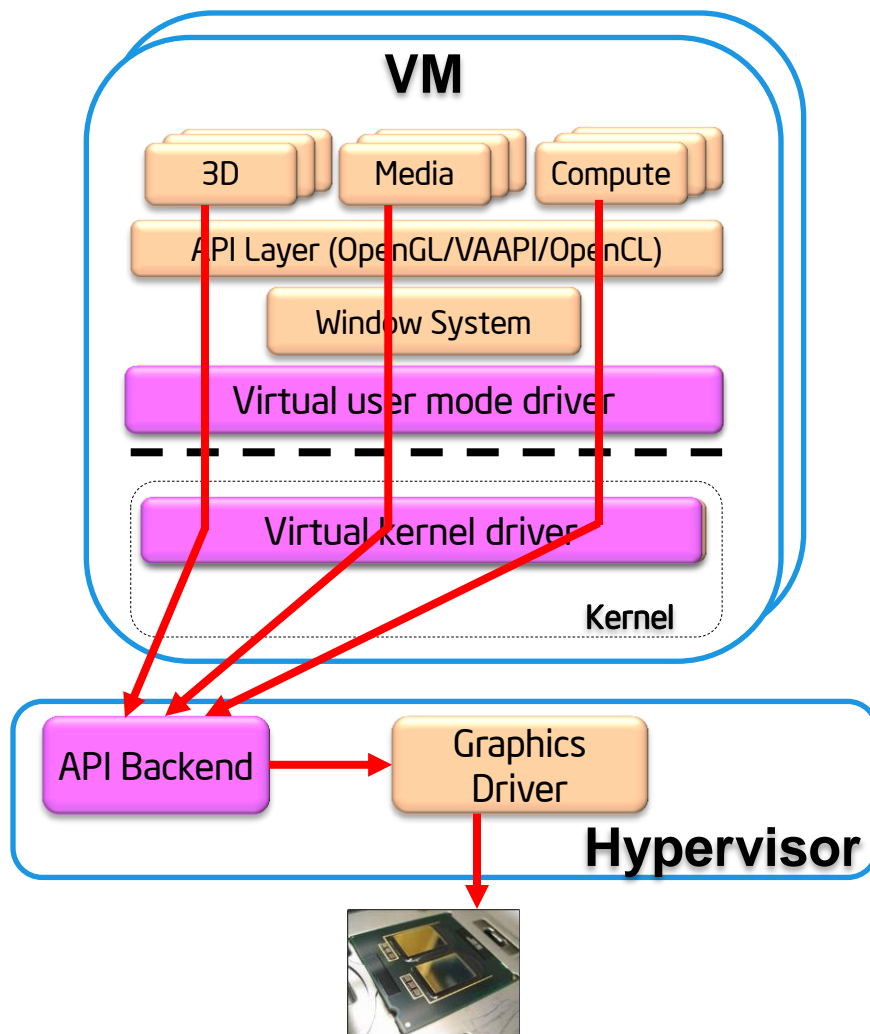 VM
3D
Media
Compute
API Layer (OpenGL/VAAPI/OpenCL)
Window System
Virtual user mode driver
Virtual kernel driver
Kernel
API Backend
Graphics
Driver
Hypervisor